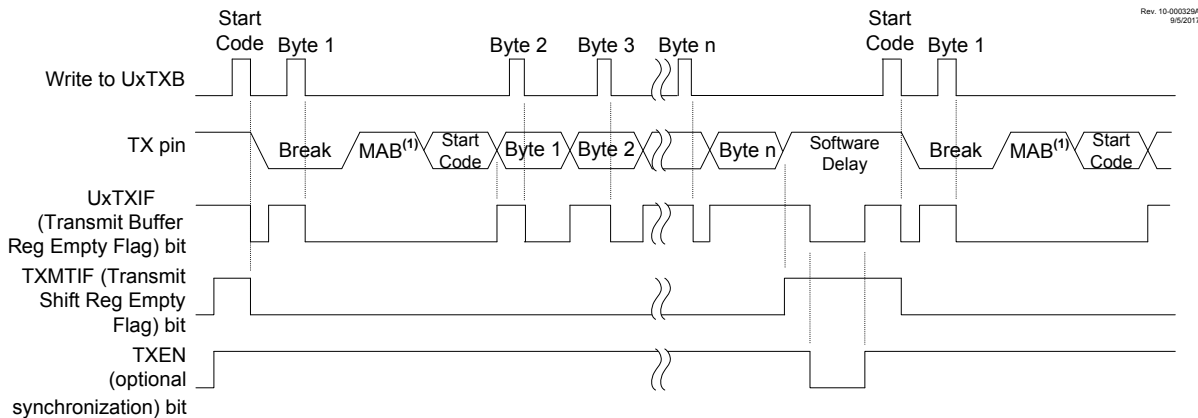 Rev. 10-000329A
9/5/2017
Start
Code
Byte 1
Byte 2
Byte 3
Byte n
Start
Code
Byte 1
Write to UxTXB
TX pin
Break
MAB(1)
Start
Code
Byte 1
Byte 2
Byte n
Software
Delay
Break
MAB(1)
Start
Code
UxTXIF
(Transmit Buffer
Reg Empty Flag) bit
TXMTIF (Transmit
Shift Reg Empty
Flag) bit
TXEN
(optional
synchronization) bit